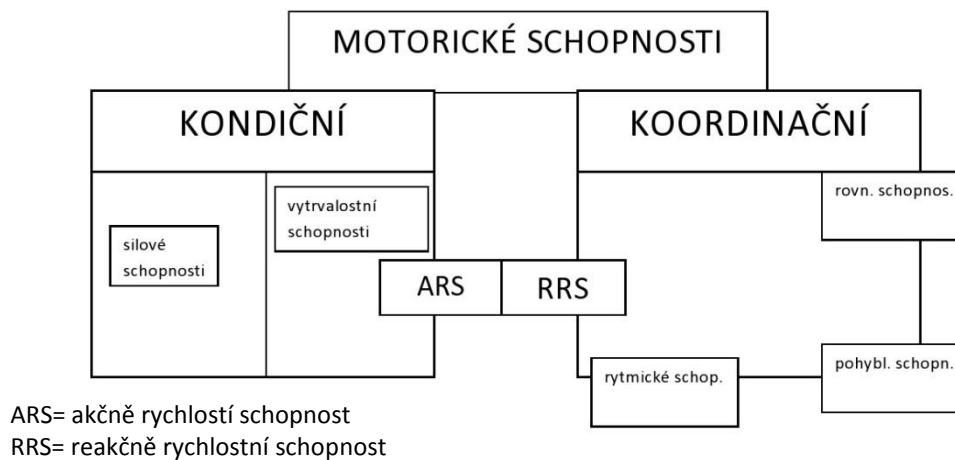 MOTORICKÉ SCHOPNOSTI
KONDIČNÍ
KOORDINAČNÍ
silové
schopnosti
vytrvalostní
schopnosti
rovn. schopnos.
ARS
RRS
rytmické schop.
pohybl. schopn.
ARS= akčně rychlostí schopnost
RRS= reakčně rychlostní schopnost